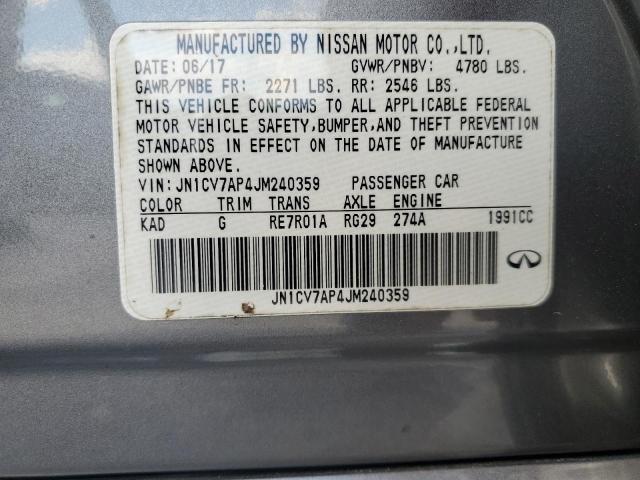 MANUFACTURED BY NISSAN MOTOR CO.,LTD.
DATE: 06/17 GVWR/PNBV: 4780 LBS.
GAWR/PNBE FR: 2271 LBS. RR: 2546 LBS.
THIS VEHICLE CONFORMS TO ALL APPLICABLE FEDERAL
MOTOR VEHICLE SAFETY,BUMPER,AND THEFT PREVENTION
STANDARDS IN EFFECT ON THE DATE OF MANUFACTURE
SHOWN ABOVE.
VIN: JN1CV7AP4JM240359 PASSENGER CAR
COLOR TRIM TRANS AXLE ENGINE
KAD G RE7R01A RG29 274A 1991CC
JN1CV7AP4JM240359